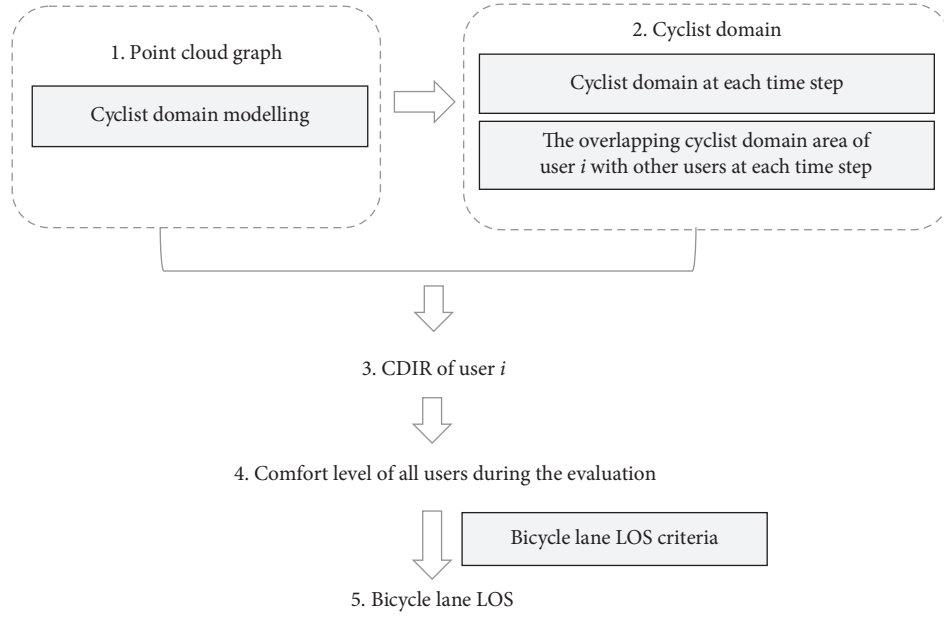 1. Point cloud graph
Cyclist domain modelling
2. Cyclist domain
Cyclist domain at each time step
The overlapping cyclist domain area of
user i with other users at each time step
3. CDIR of user i
4. Comfort level of all users during the evaluation
Bicycle lane LOS criteria
5. Bicycle lane LOS